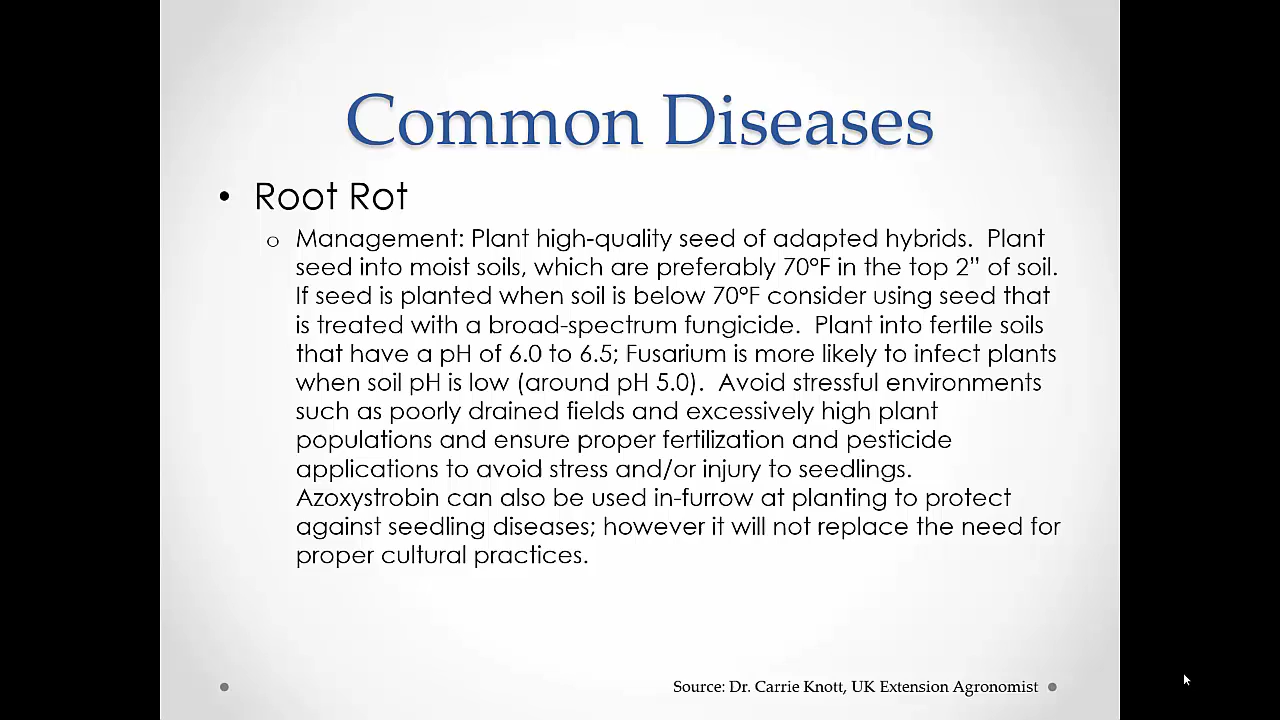 Common Diseases
• Root Rot
o Management: Plant high-quality seed of adapted hybrids. Plant
seed into moist soils, which are preferably 70°F in the top 2” of soil.
If seed is planted when soil is below 70°F consider using seed that
is treated with a broad-spectrum fungicide. Plant into fertile soils
that have a pH of 6.0 to 6.5; Fusarium is more likely to infect plants
when soil pH is low (around pH 5.0). Avoid stressful environments
such as poorly drained fields and excessively high plant
populations and ensure proper fertilization and pesticide
applications to avoid stress and/or injury to seedlings.
Azoxystrobin can also be used in-furrow at planting to protect
against seedling diseases; however it will not replace the need for
proper cultural practices.
Source: Dr. Carrie Knott, UK Extension Agronomist